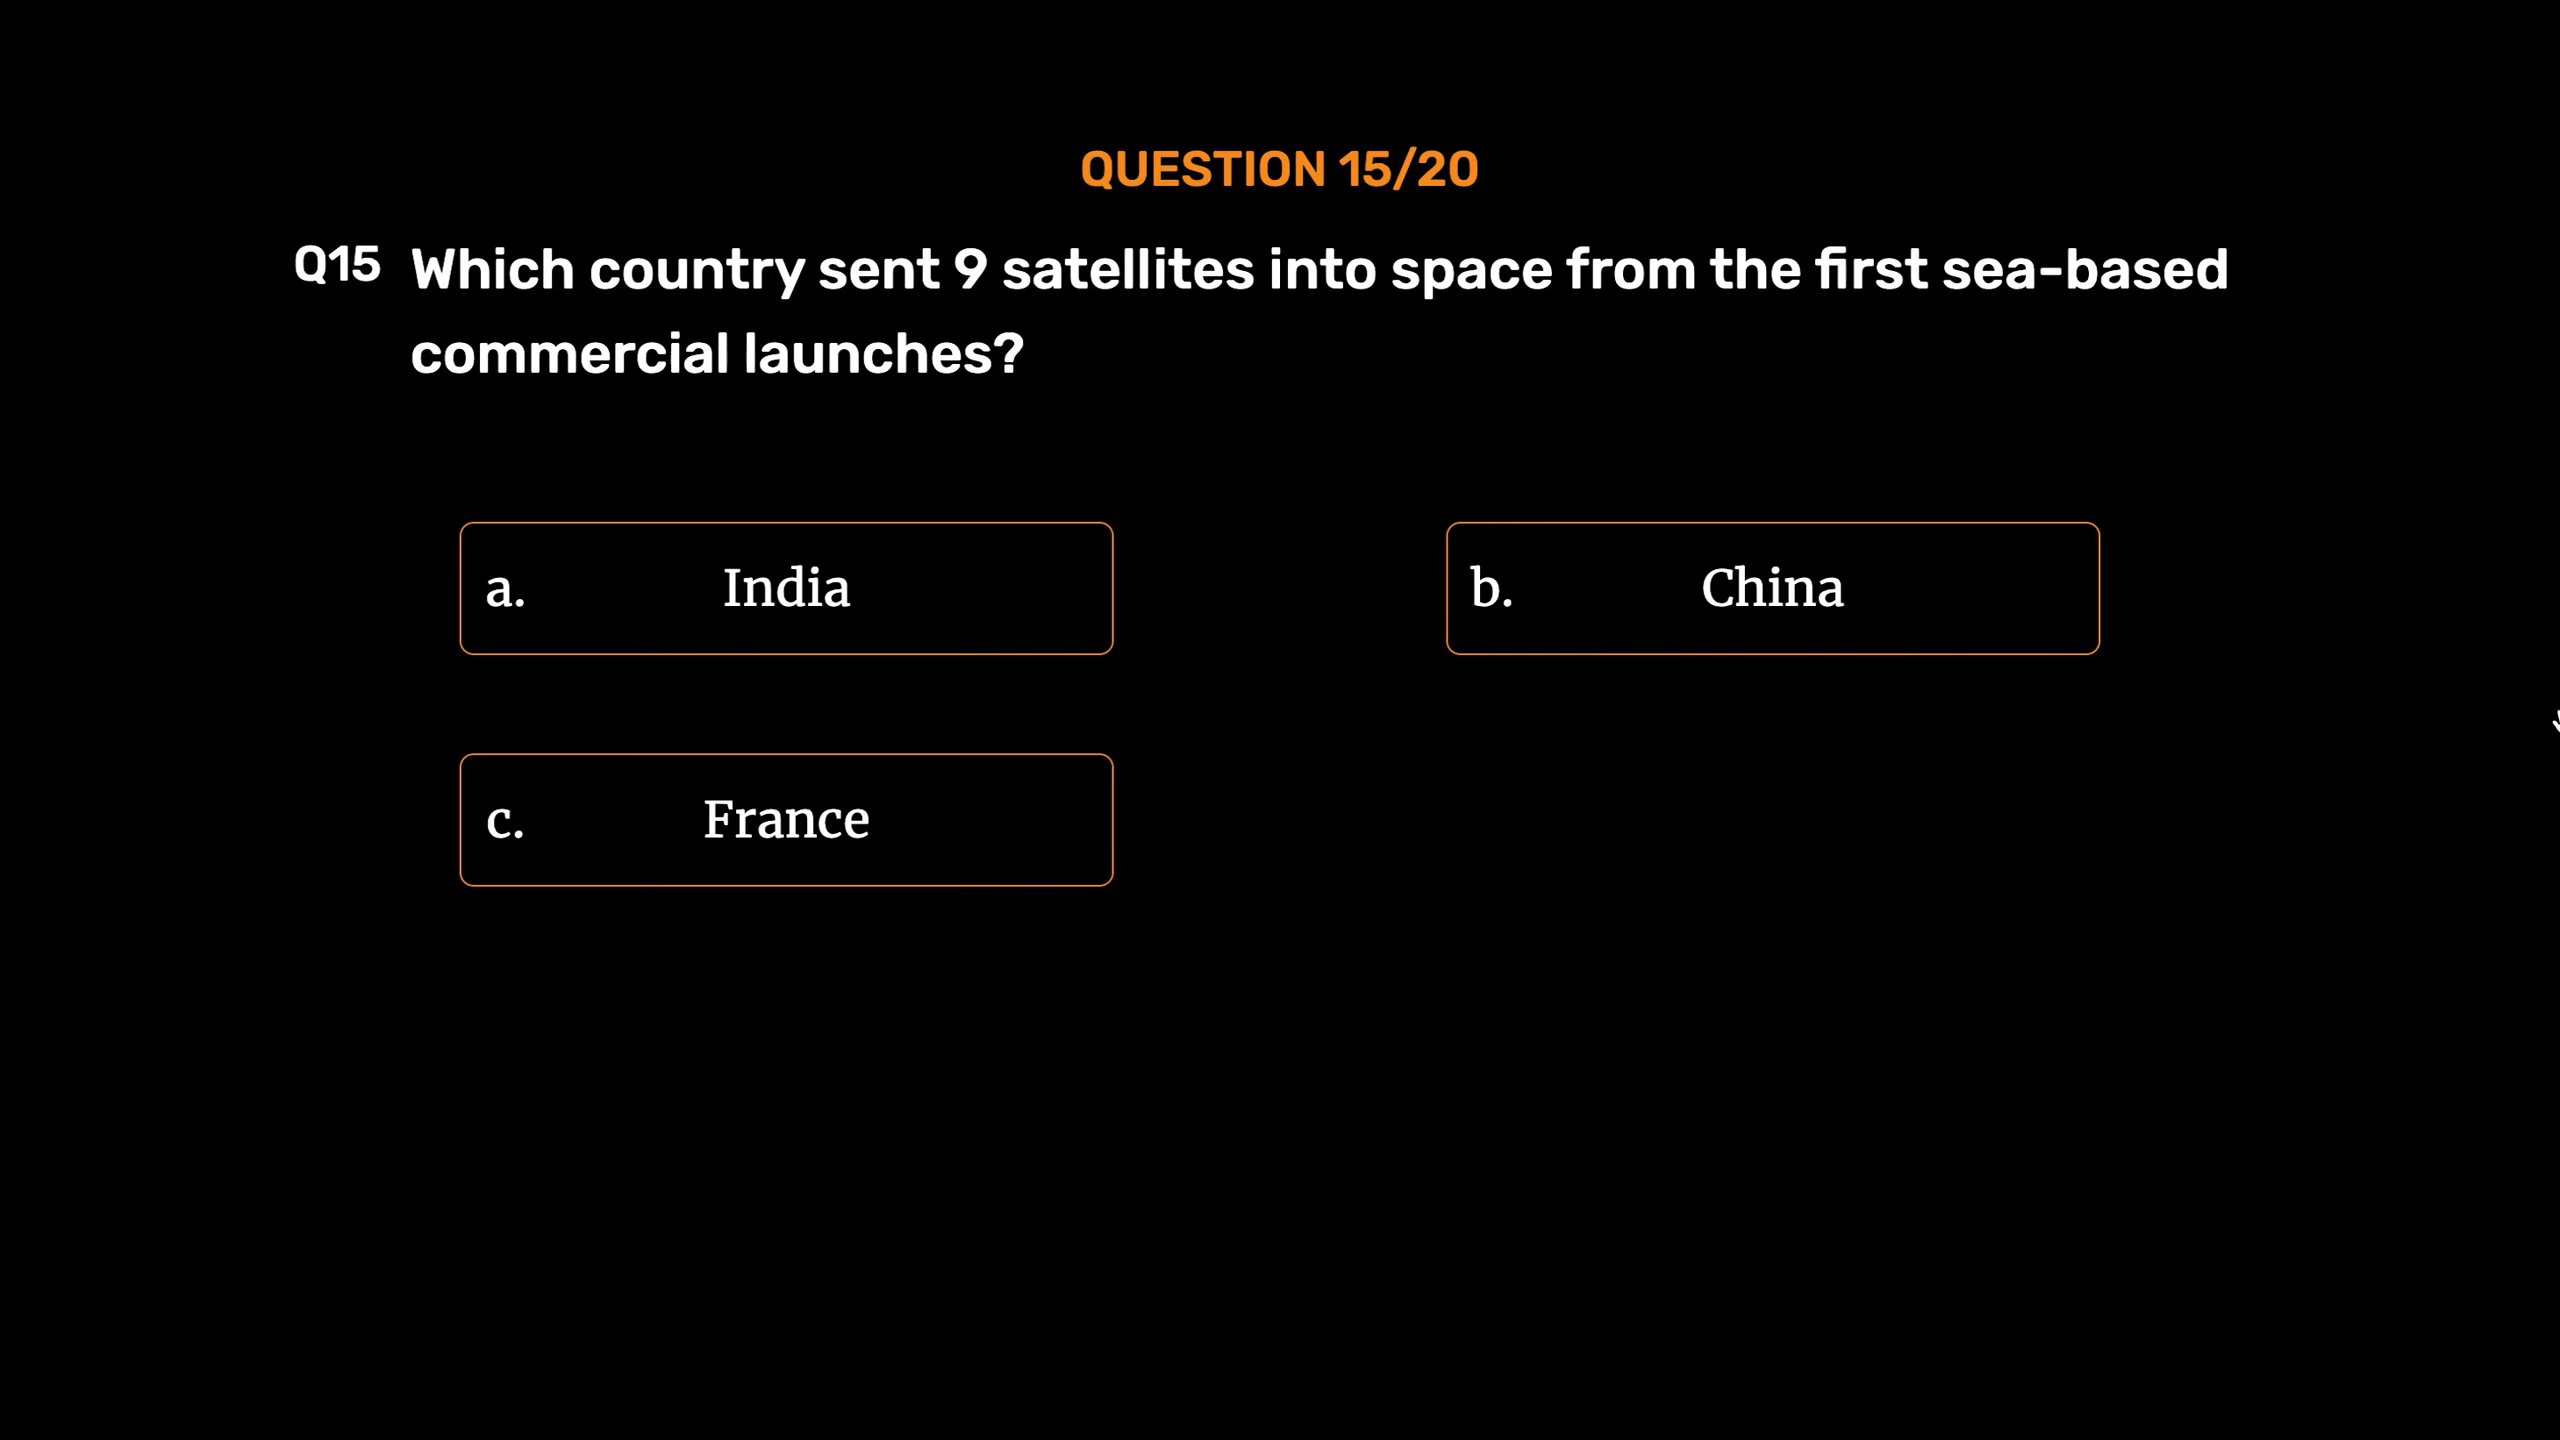 QUESTION 15/20
Q15 Which country sent 9 satellites into space from the first sea-based
commercial launches?
a. India
b. China
c. France